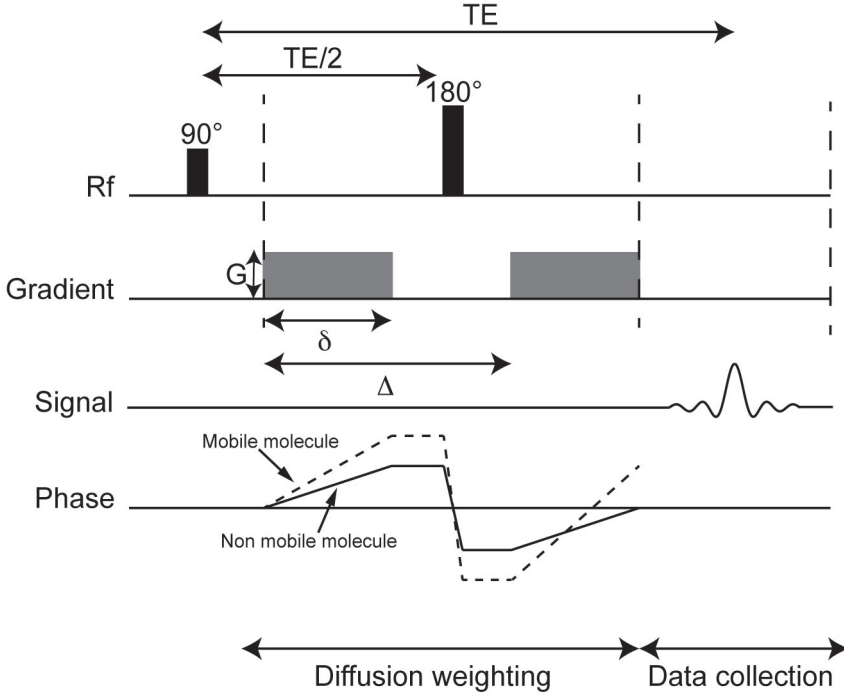 TE
TE/2
180°
90°
Rf
G
Gradient
δ
Δ
Signal
Mobile molecule
Phase
Non mobile molecule
Diffusion weighting
Data collection